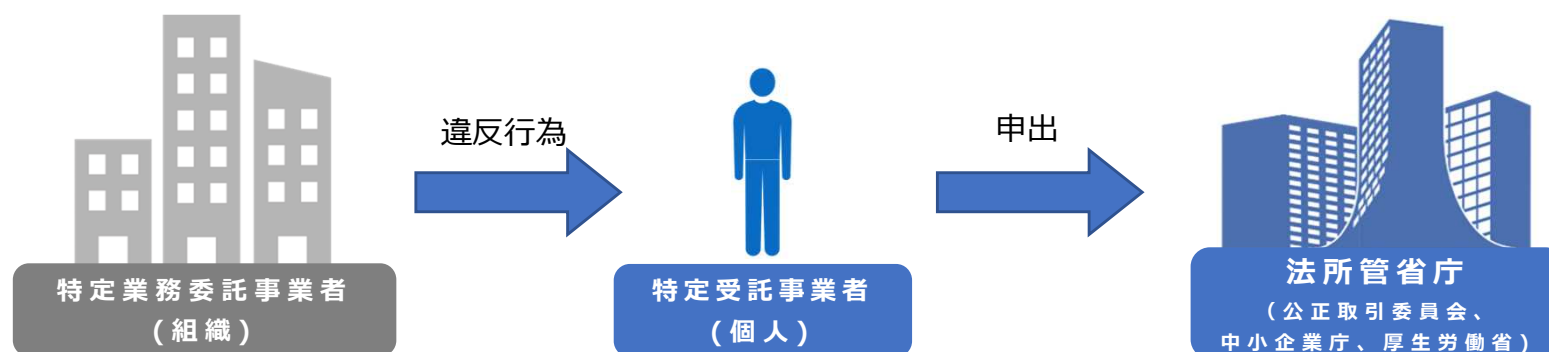 違反行為
申出
特定業務委託事業者
(組織)
特定受託事業者
(個人)
法所管省庁
(公正取引委員会、
中小企業庁、厚生労働省)